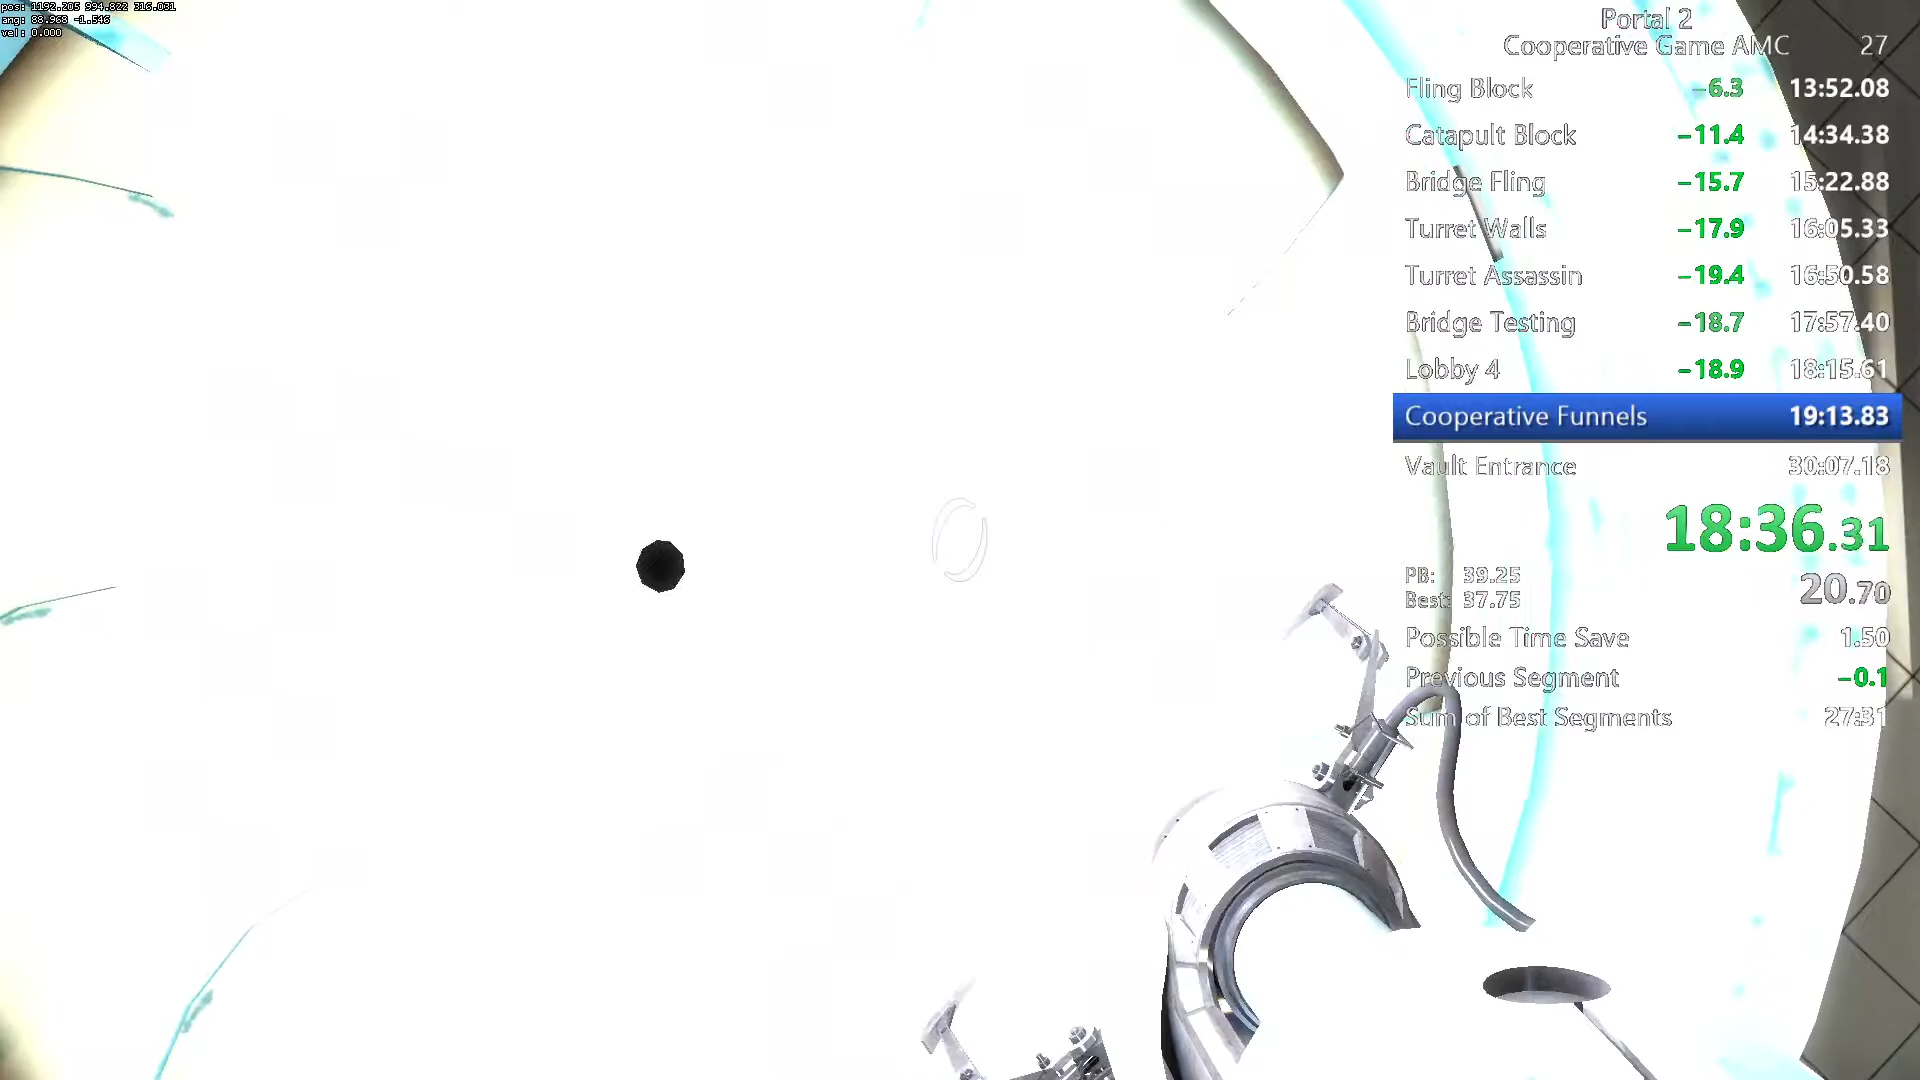 pos: 1192.205 994.822 316.031
ang: 88.968 -1.546
vel: 0.000
Portal 2
Cooperative Game AMC 27
Fling Block -6.3 13:52.08
Catapult Block -11.4 14:34.38
Bridge Fling -15.7 15:22.88
Turret Walls -17.9 16:05.33
Turret Assassin -19.4 16:50.58
Bridge Testing -18.7 17:57.40
Lobby 4 -18.9 18:15.61
Cooperative Funnels 19:13.83
Vault Entrance 30:07.18
18:36.31
PB: 39.25
Best: 37.75
20.70
Possible Time Save 1.50
Previous Segment -0.1
Sum of Best Segments 27:31